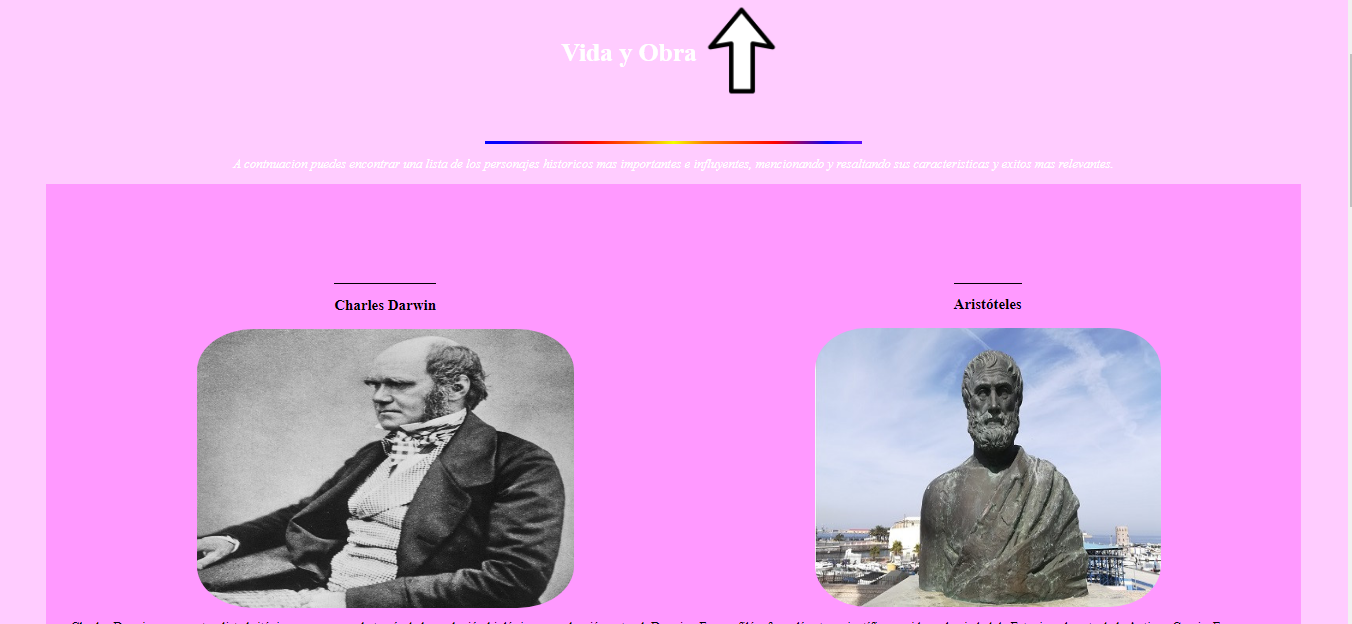 Vida y Obra
A continuacion puedes encontrar una lista de los personajes historicos mas importantes e influyentes, mencionando y resaltando sus caracteristicas y exitos mas relevantes.
Charles Darwin
Aristóteles